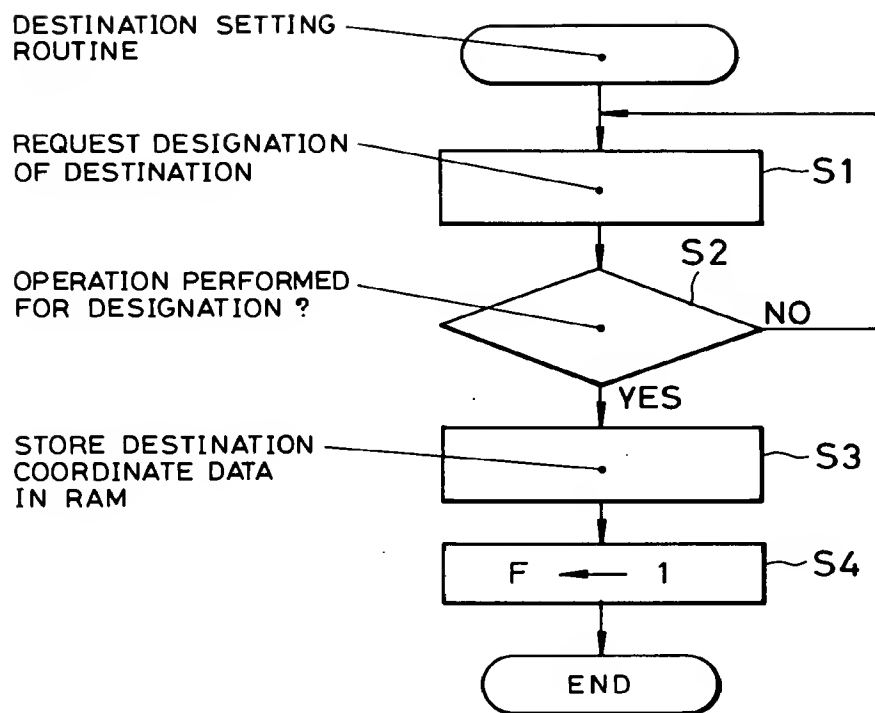 DESTINATION SETTING
ROUTINE
REQUEST DESIGNATION
OF DESTINATION
S1
OPERATION PERFORMED
FOR DESIGNATION ?
S2
NO
YES
STORE DESTINATION
COORDINATE DATA
IN RAM
S3
F ← 1
S4
END